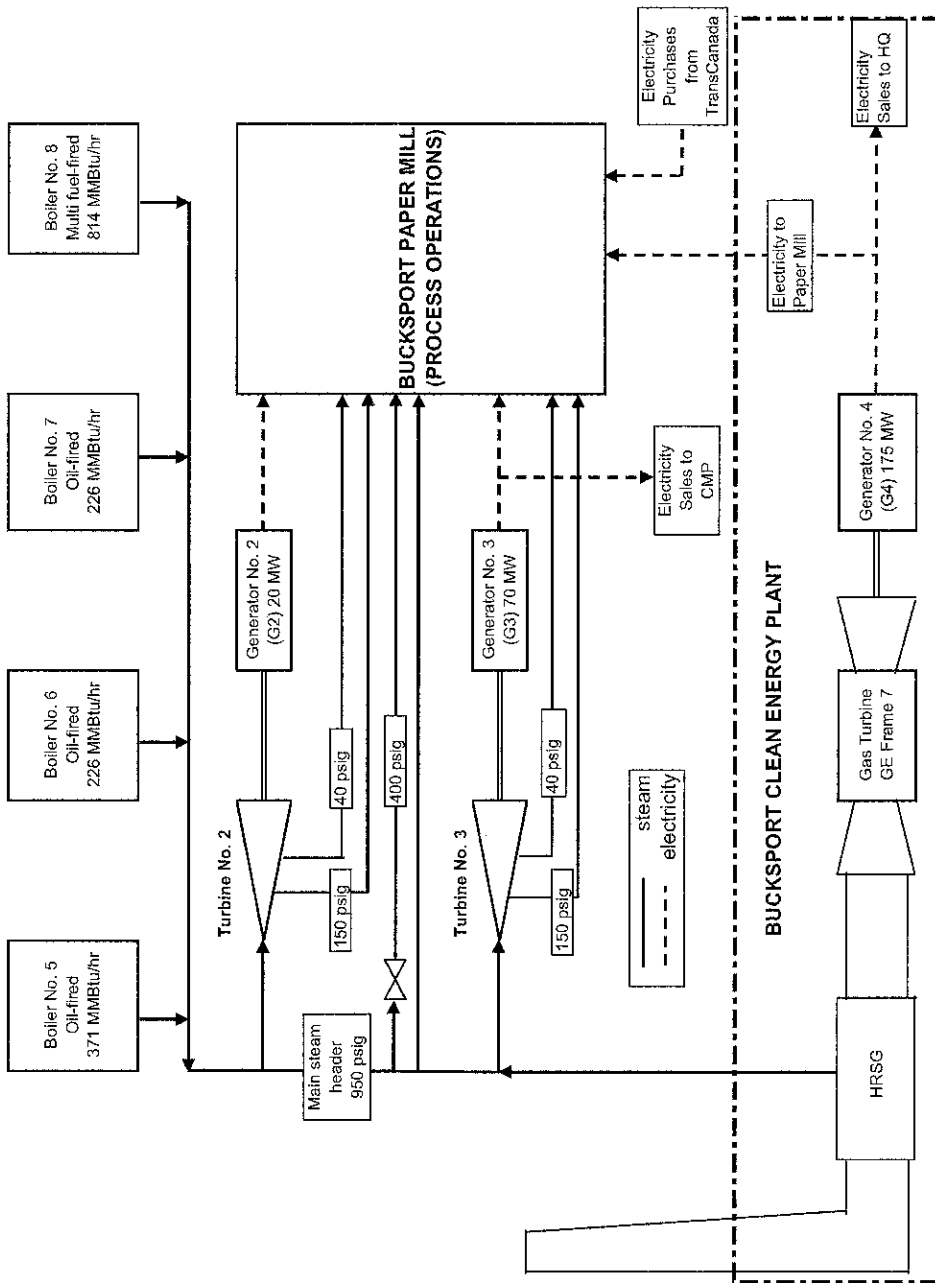 Boiler No. 5
Oil-fired
371 MMBtu/hr
Boiler No. 6
Oil-fired
226 MMBtu/hr
Boiler No. 7
Oil-fired
226 MMBtu/hr
Boiler No. 8
Multi fuel-fired
814 MMBtu/hr
Turbine No. 2
Generator No. 2
(G2) 20 MW
40 psig
150 psig
Main steam
header
950 psig
400 psig
BUCKSPORT PAPER MILL
(PROCESS OPERATIONS)
Turbine No. 3
Generator No. 3
(G3) 70 MW
40 psig
150 psig
Electricity
Sales to
CMP
Electricity
Purchases
from
TransCanada
steam
electricity
BUCKSPORT CLEAN ENERGY PLANT
Electricity to
Paper Mill
HRSG
Gas Turbine
GE Frame 7
Generator No. 4
(G4) 175 MW
Electricity
Sales to HQ